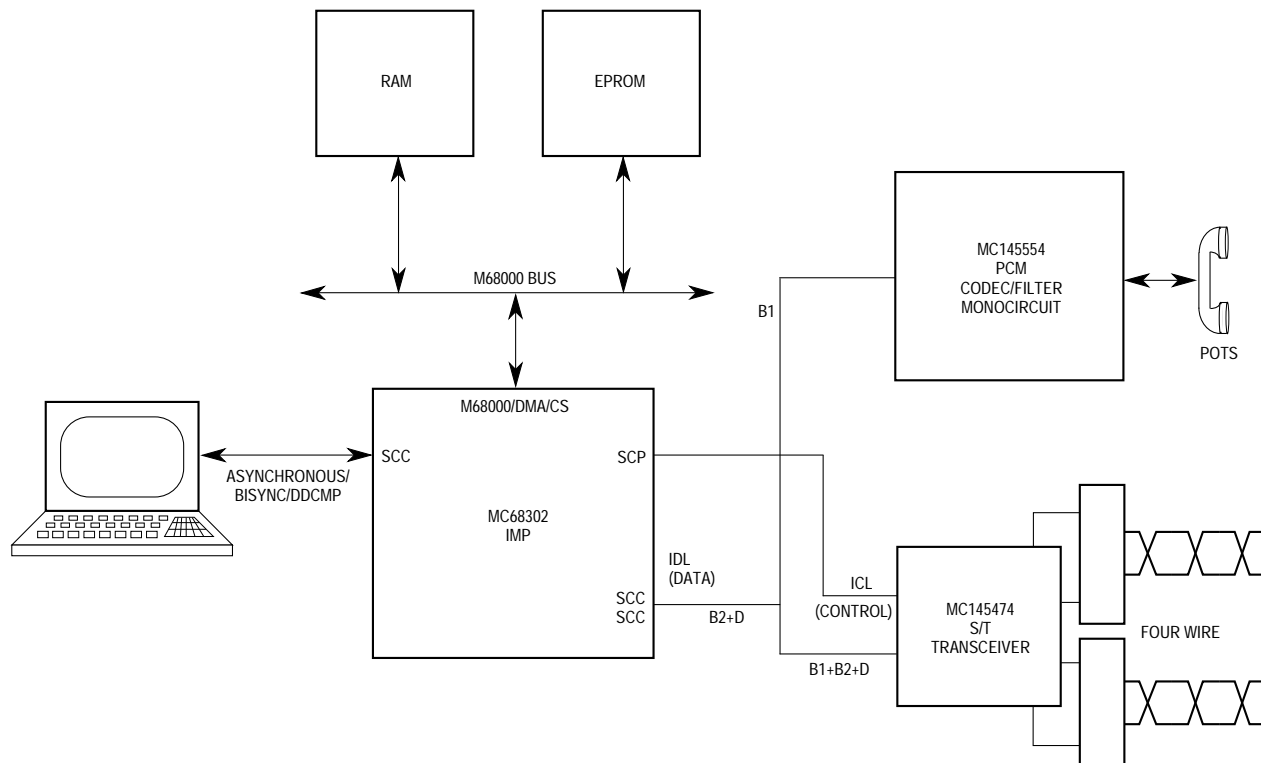 RAM
EPROM
M68000 BUS
MC145554
PCM
CODEC/FILTER
MONOCIRCUIT
B1
POTS
M68000/DMA/CS
SCC
SCP
ASYNCHRONOUS/
BISYNC/DDCMP
MC68302
IMP
IDL
(DATA)
SCC
SCC
B2+D
ICL
(CONTROL)
B1+B2+D
MC145474
S/T
TRANSCEIVER
FOUR WIRE